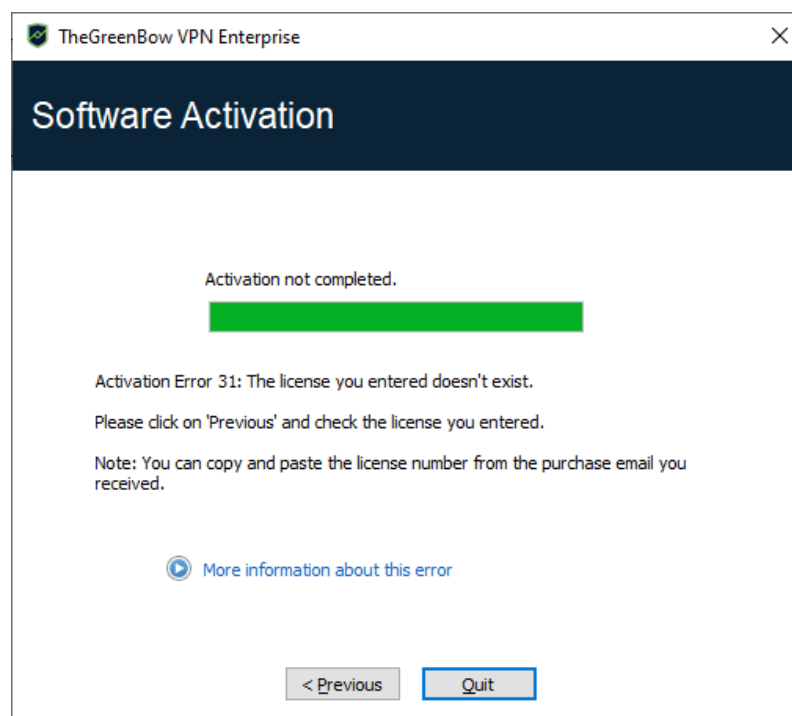 TheGreenBow VPN Enterprise
Software Activation
Activation not completed.
Activation Error 31: The license you entered doesn't exist.
Please click on 'Previous' and check the license you entered.
Note: You can copy and paste the license number from the purchase email you
received.
More information about this error
< Previous
Quit